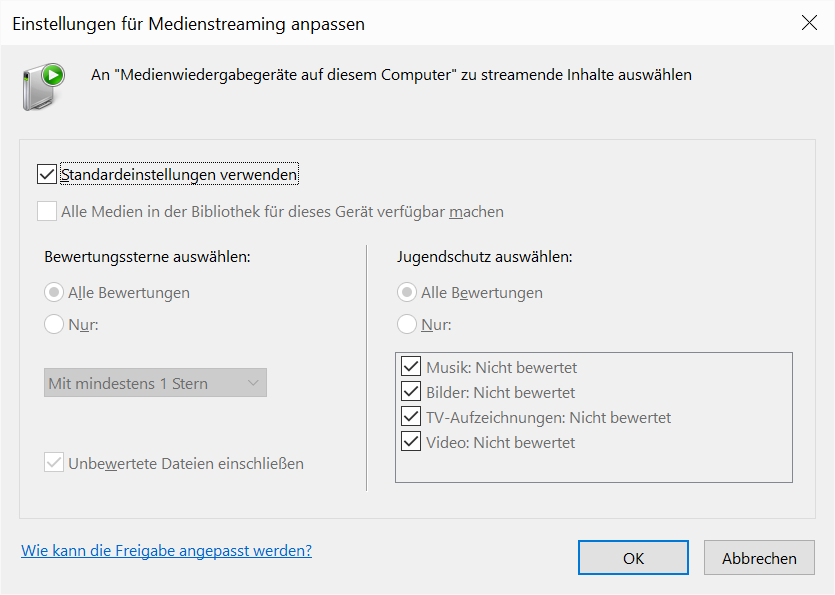 Einstellungen für Medienstreaming anpassen
An "Medienwiedergabegeräte auf diesem Computer" zu streamende Inhalte auswählen
Standardeinstellungen verwenden
Alle Medien in der Bibliothek für dieses Gerät verfügbar machen
Bewertungssterne auswählen:
Alle Bewertungen
Nur:
Mit mindestens 1 Stern
Unbewertete Dateien einschließen
Jugendschutz auswählen:
Alle Bewertungen
Nur:
Musik: Nicht bewertet
Bilder: Nicht bewertet
TV-Aufzeichnungen: Nicht bewertet
Video: Nicht bewertet
Wie kann die Freigabe angepasst werden?
OK
Abbrechen